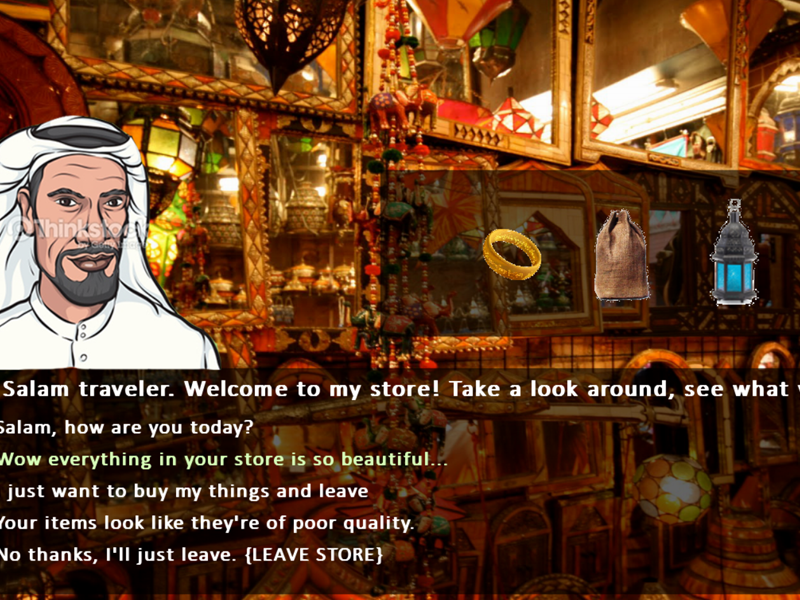 Thinkstock
Salam traveler. Welcome to my store! Take a look around, see what
Salam, how are you today?
Wow everything in your store is so beautiful...
just want to buy my things and leave
Your items look like they're of poor quality.
No thanks, I'll just leave. {LEAVE STORE}